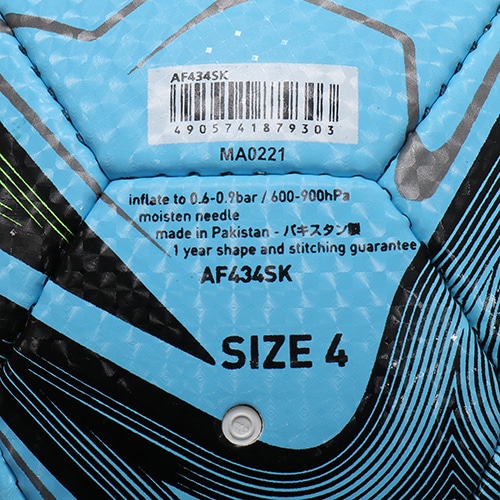 AF434SK
4905741879303
MA0221
inflate to 0.6-0.9bar / 600-900hPa
moisten needle
made in Pakistan - パキスタン製
1 year shape and stitching guarantee
AF434SK
SIZE 4